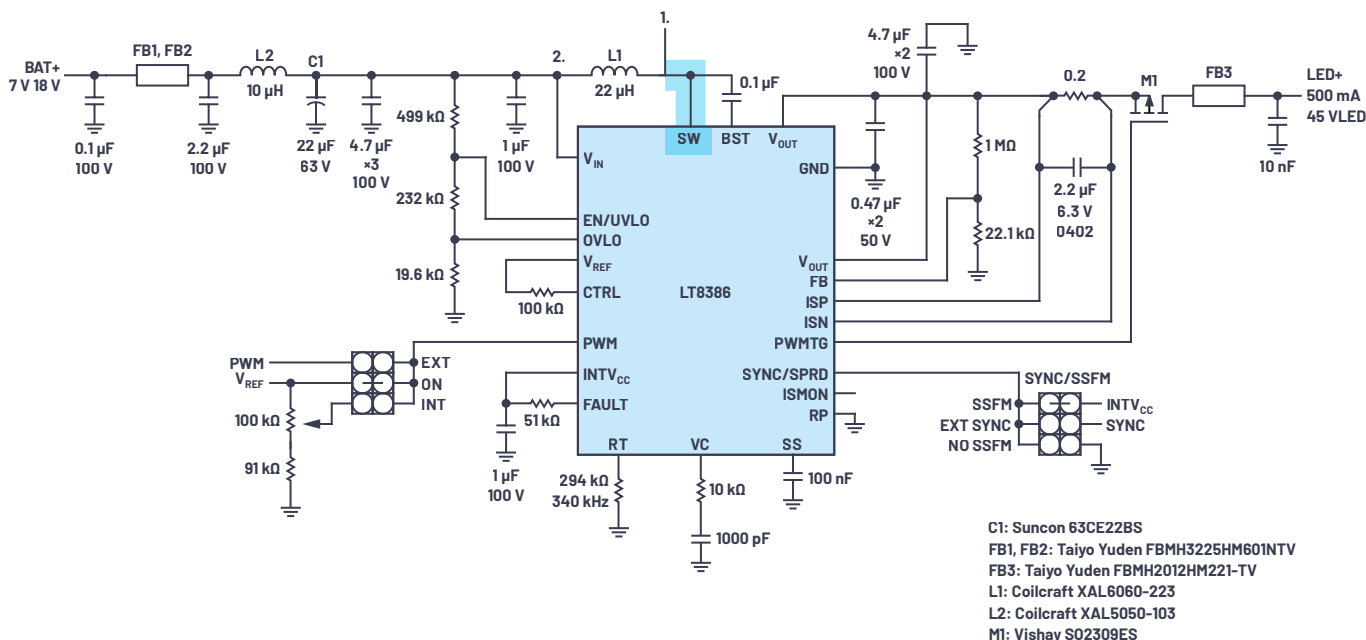 1.
BAT+
7 V 18 V
FB1, FB2
L2
10 µH
C1
2.
L1
22 µH
0.1 µF
4.7 µF
×2
100 V
0.2
M1
FB3
LED+
500 mA
45 VLED
0.1 µF
100 V
2.2 µF
100 V
22 µF
63 V
4.7 µF
×3
100 V
499 kΩ
232 kΩ
19.6 kΩ
1 µF
100 V
SW
BST
VOUT
VIN
GND
EN/UVLO
OVLO
VREF
CTRL
100 kΩ
LT8386
VOUT
FB
ISP
ISN
PWMTG
0.47 µF
×2
50 V
1 MΩ
22.1 kΩ
2.2 µF
6.3 V
0402
10 nF
PWM
INTVCC
FAULT
51 kΩ
1 µF
100 V
SYNC/SPRD
ISMON
RP
RT
VC
SS
294 kΩ
340 kHz
10 kΩ
1000 pF
100 nF
PWM
VREF
EXT
ON
INT
100 kΩ
91 kΩ
SYNC/SSFM
SSFM
EXT SYNC
NO SSFM
INTVCC
SYNC
C1: Suncon 63CE22BS
FB1, FB2: Taiyo Yuden FBMH3225HM601NTV
FB3: Taiyo Yuden FBMH2012HM221-TV
L1: Coilcraft XAL6060-223
L2: Coilcraft XAL5050-103
M1: Vishay SQ2309ES